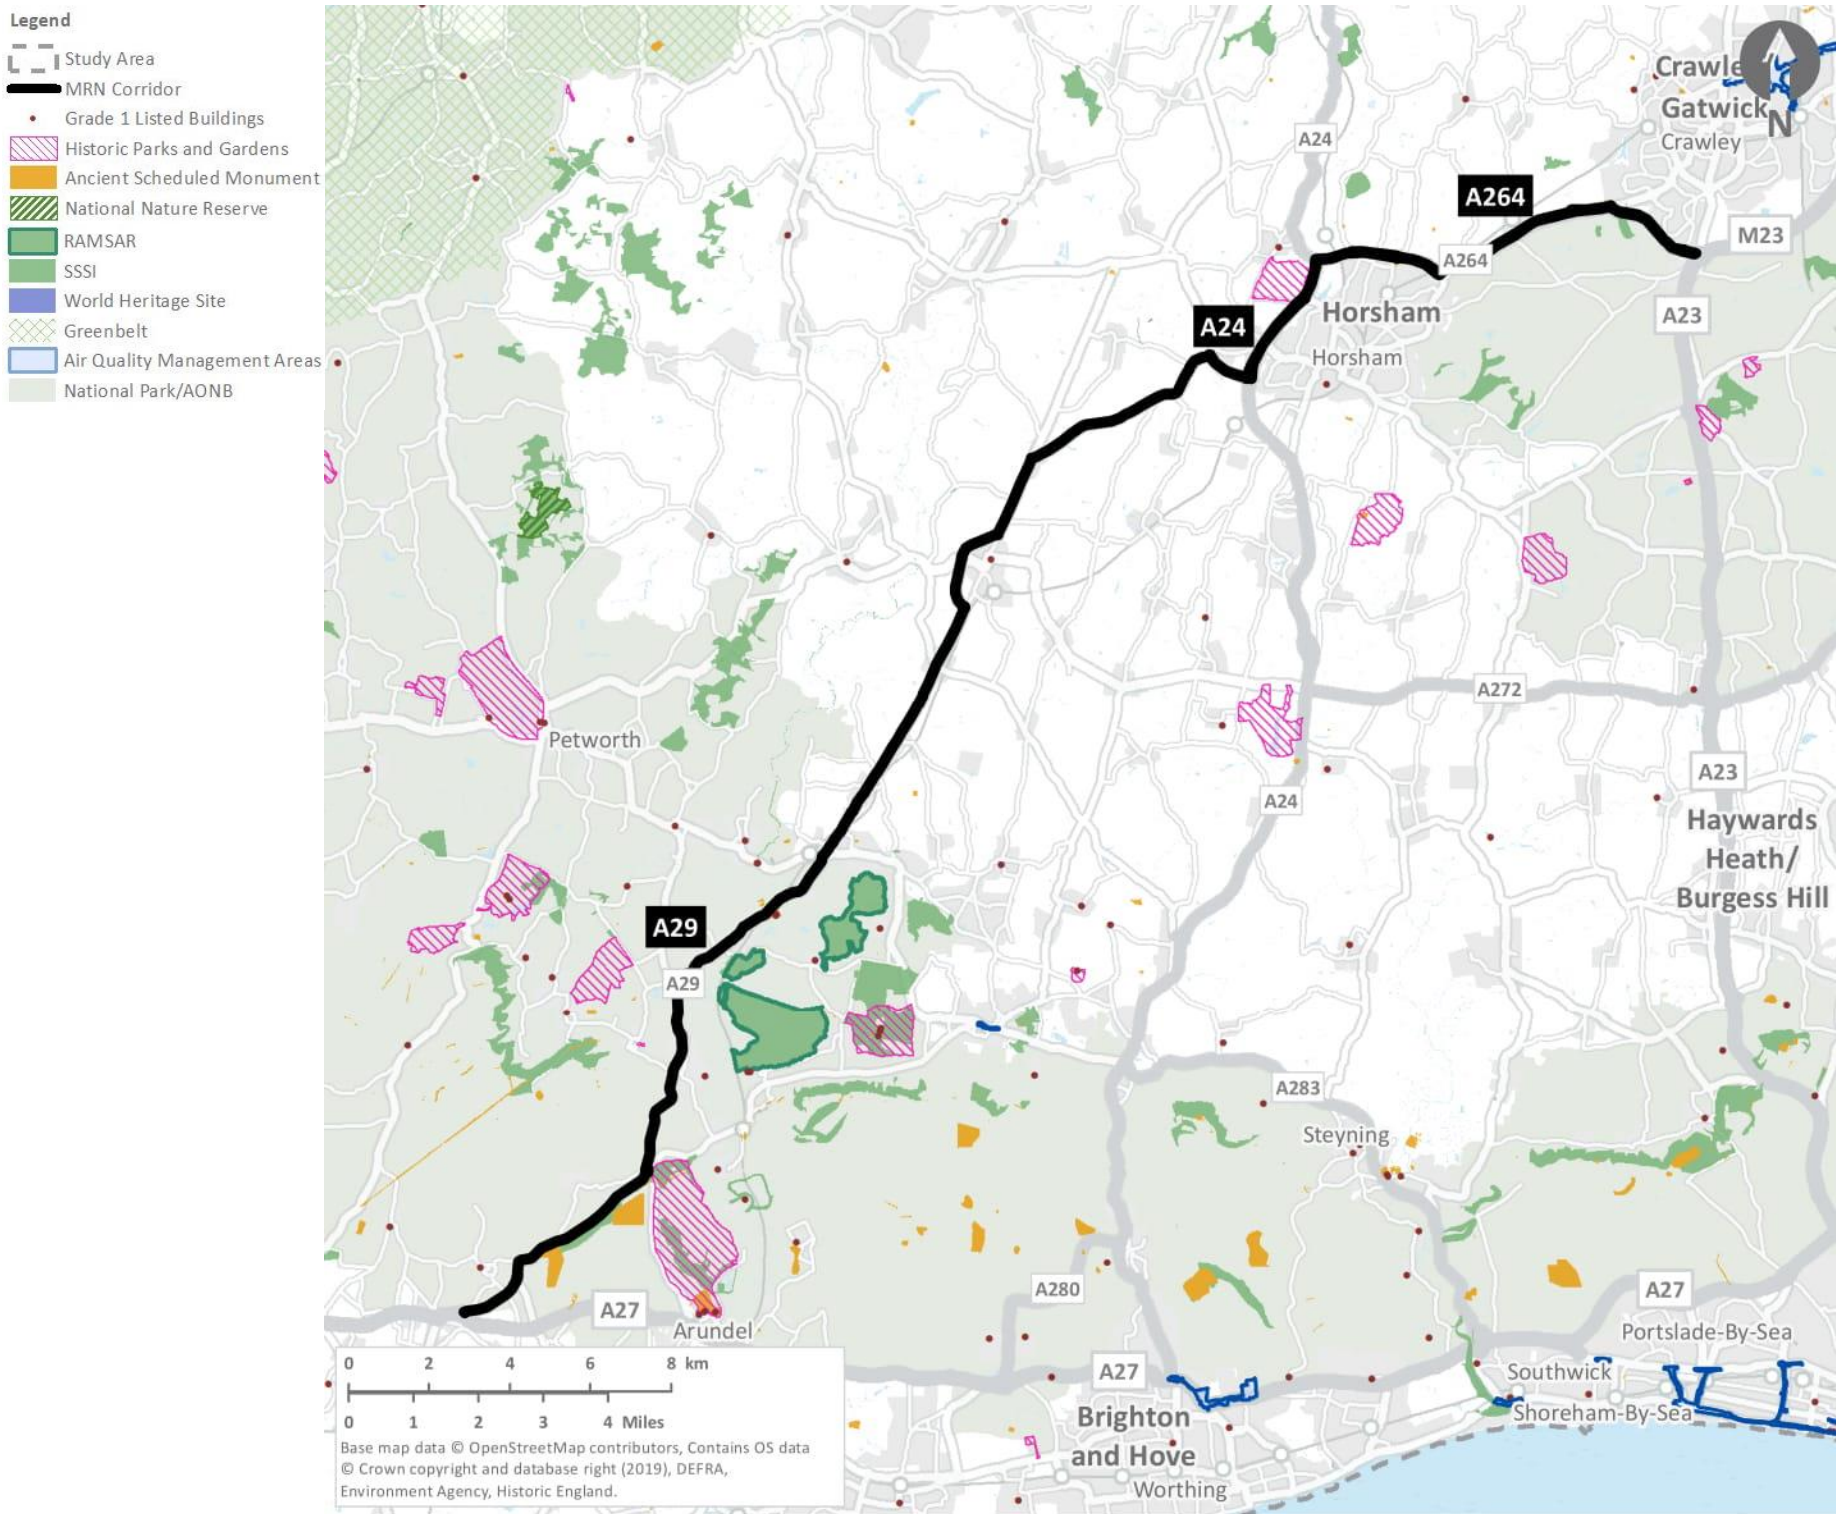 Legend
Study Area
MRN Corridor
Grade 1 Listed Buildings
Historic Parks and Gardens
Ancient Scheduled Monument
National Nature Reserve
RAMSAR
SSSI
World Heritage Site
Greenbelt
Air Quality Management Areas
National Park/AONB
Gatwick
N
Crawley
A24
A264
M23
A264
A23
Horsham
A24
Horsham
A272
Petworth
A23
A24
Haywards
Heath/
Burgess Hill
A29
A29
A283
Steyning
A280
A27
A27
Arundel
Portslade-By-Sea
A27
Southwick
Shoreham-By-Sea
Brighton
and Hove
Worthing
0 2 4 6 8 km
0 1 2 3 4 Miles
Base map data © OpenStreetMap contributors, Contains OS data
© Crown copyright and database right (2019), DEFRA,
Environment Agency, Historic England.